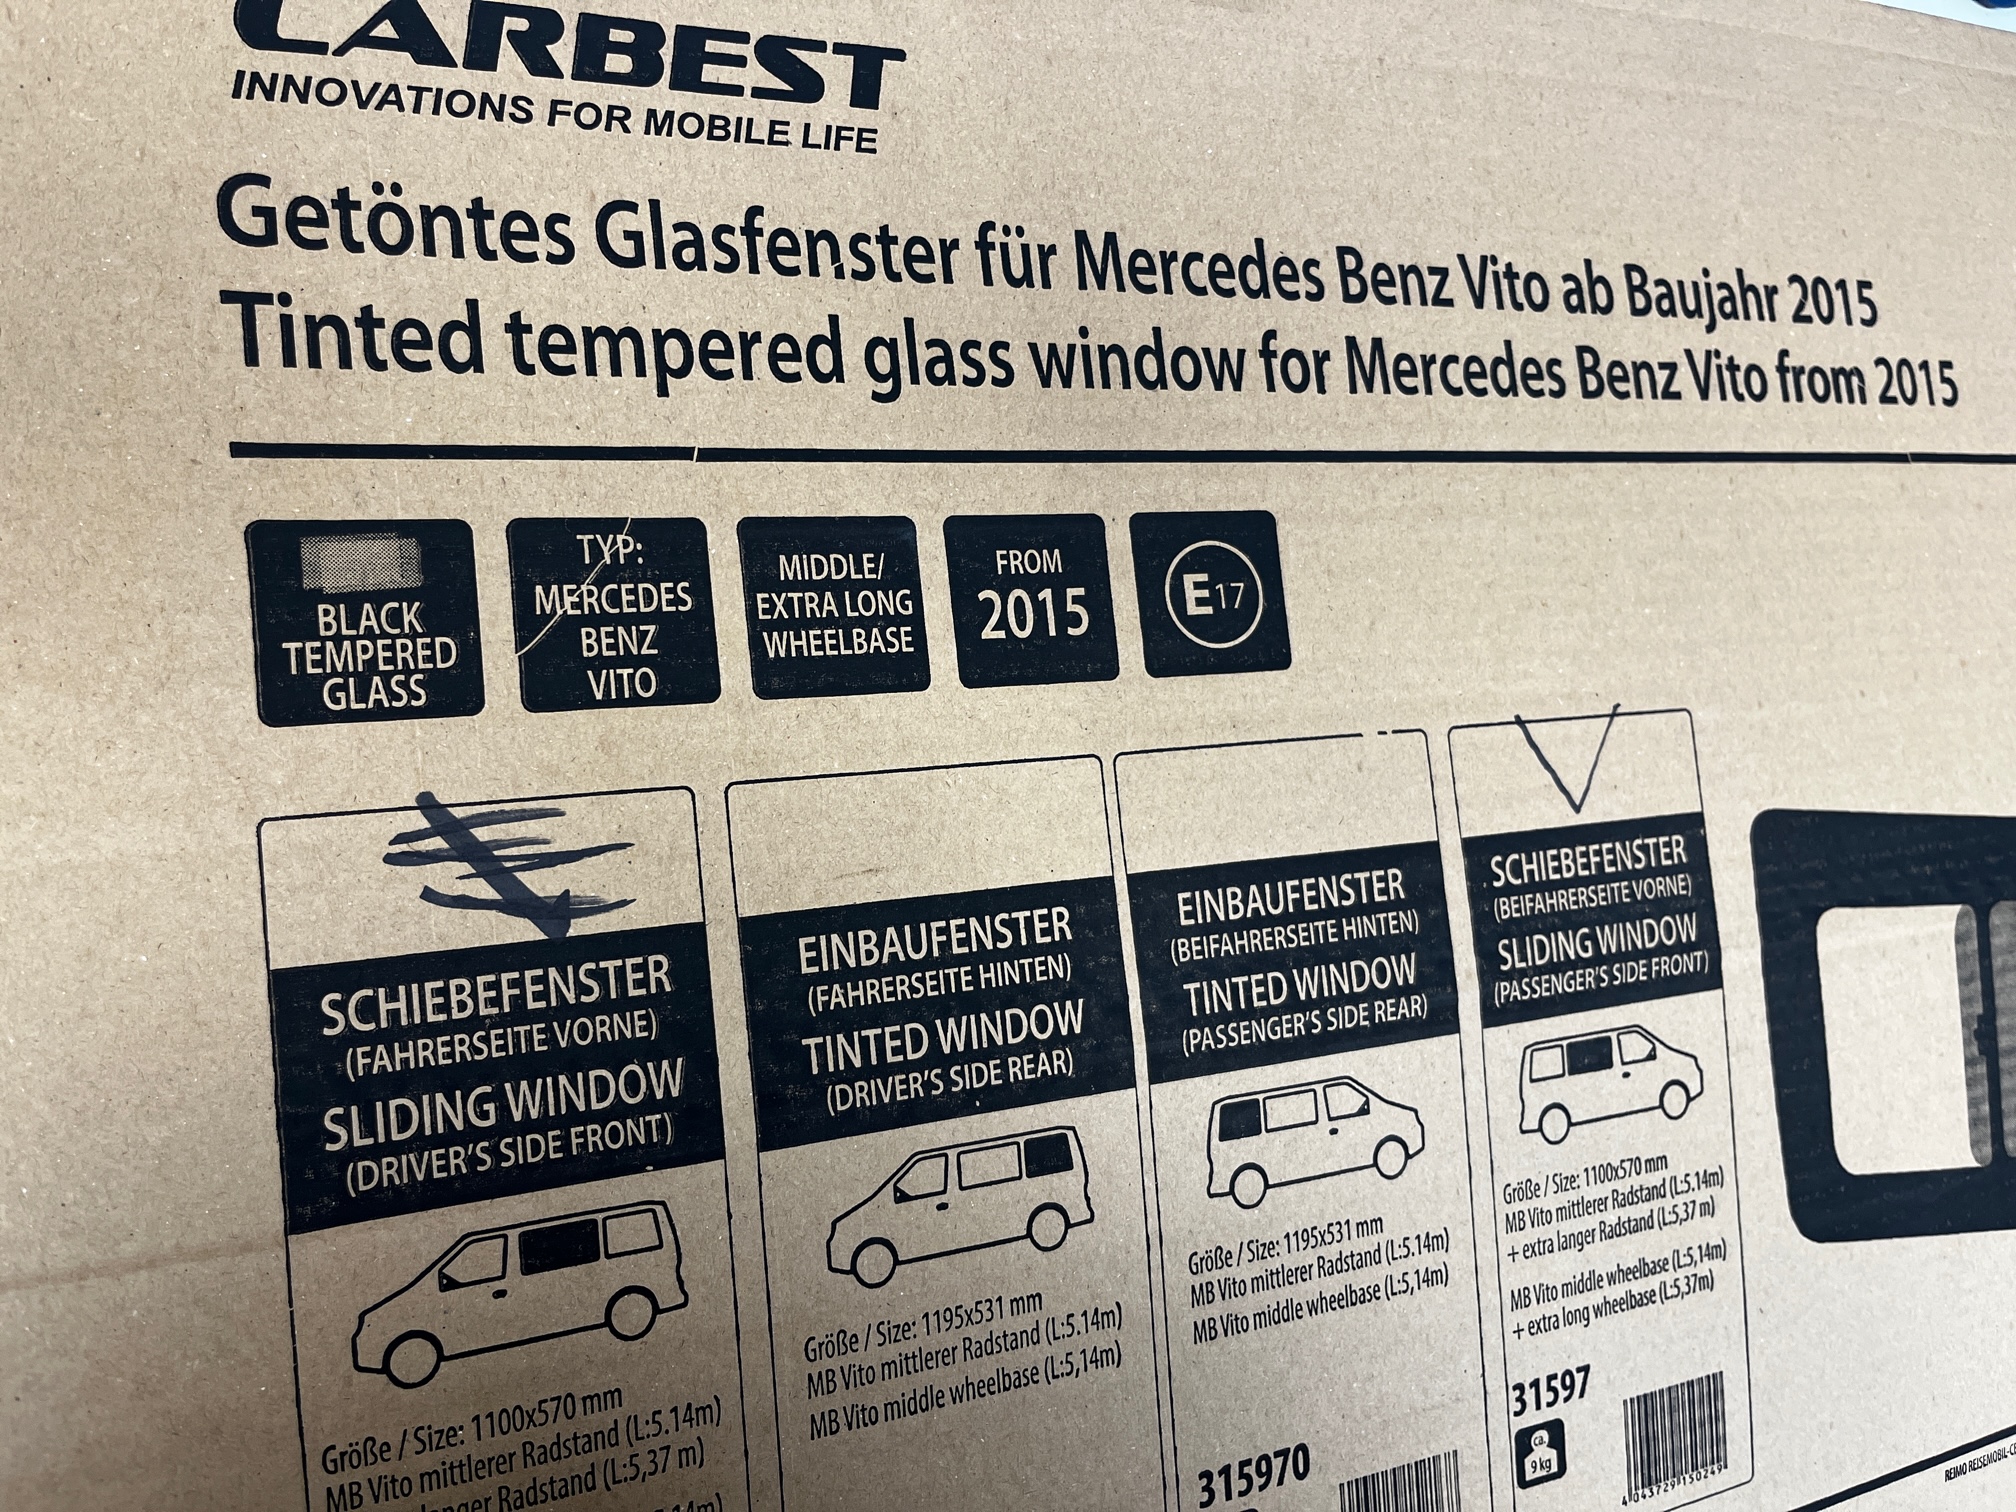 CARBEST
INNOVATIONS FOR MOBILE LIFE
Getöntes Glasfenster für Mercedes Benz Vito ab Baujahr 2015
Tinted tempered glass window for Mercedes Benz Vito from 2015
BLACK
TEMPERED
GLASS
TYP:
MERCEDES
BENZ
VITO
MIDDLE/
EXTRA LONG
WHEELBASE
FROM
2015
E17
SCHIEBEFENSTER
(FAHRERSEITE VORNE)
SLIDING WINDOW
(DRIVER'S SIDE FRONT)
Größe / Size: 1100x570 mm
MB Vito mittlerer Radstand (L:5.14m)
Radstand (L:5,37 m)
EINBAUFENSTER
(FAHRERSEITE HINTEN)
TINTED WINDOW
(DRIVER'S SIDE REAR)
Größe / Size: 1195x531 mm
MB Vito mittlerer Radstand (L:5.14m)
MB Vito middle wheelbase (L:5,14m)
EINBAUFENSTER
(BEIFAHRERSEITE HINTEN)
TINTED WINDOW
(PASSENGER'S SIDE REAR)
Größe / Size: 1195x531 mm
MB Vito mittlerer Radstand (L:5.14m)
MB Vito middle wheelbase (L:5,14m)
315970
SCHIEBEFENSTER
(BEIFAHRERSEITE VORNE)
SLIDING WINDOW
(PASSENGER'S SIDE FRONT)
Größe / Size: 1100x570 mm
MB Vito mittlerer Radstand (L:5.14m)
+ extra langer Radstand (L:5,37 m)
MB Vito middle wheelbase (L:5,14m)
+ extra long wheelbase (L:5,37m)
31597
ca.
9 kg
4 043729 150249
REIMO REISEMOBIL-C